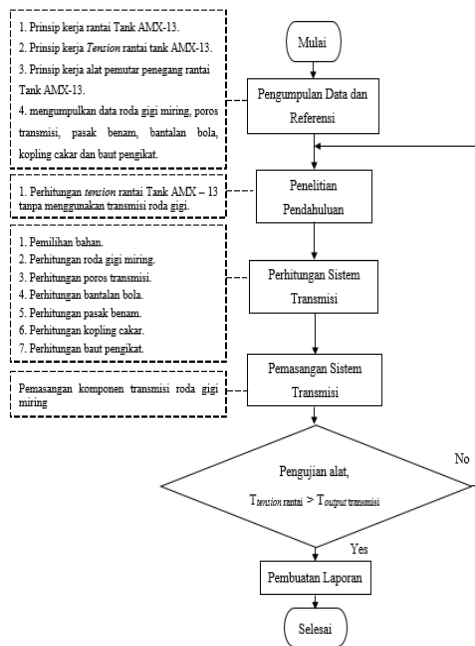 1. Prinsip kerja rantai Tank AMX-13.
2. Prinsip kerja Tension rantai tank AMX-13.
3. Prinsip kerja alat pemutar penegang rantai
Tank AMX-13.
4. mengumpulkan data roda gigi miring, poros
transmisi, pasak benam, bantalan bola,
kopling cakar dan baut pengikat.
Mulai
Pengumpulan Data dan
Referensi
1. Perhitungan tension rantai Tank AMX – 13
tanpa menggunakan transmisi roda gigi.
Penelitian
Pendahuluan
1. Pemilihan bahan.
2. Perhitungan roda gigi miring.
3. Perhitungan poros transmisi.
4. Perhitungan bantalan bola.
5. Perhitungan pasak benam.
6. Perhitungan kopling cakar.
7. Perhitungan baut pengikat.
Perhitungan Sistem
Transmisi
Pemasangan komponen transmisi roda gigi
miring
Pemasangan Sistem
Transmisi
Pengujian alat,
T tension rantai > T output transmisi
No
Yes
Pembuatan Laporan
Selesai